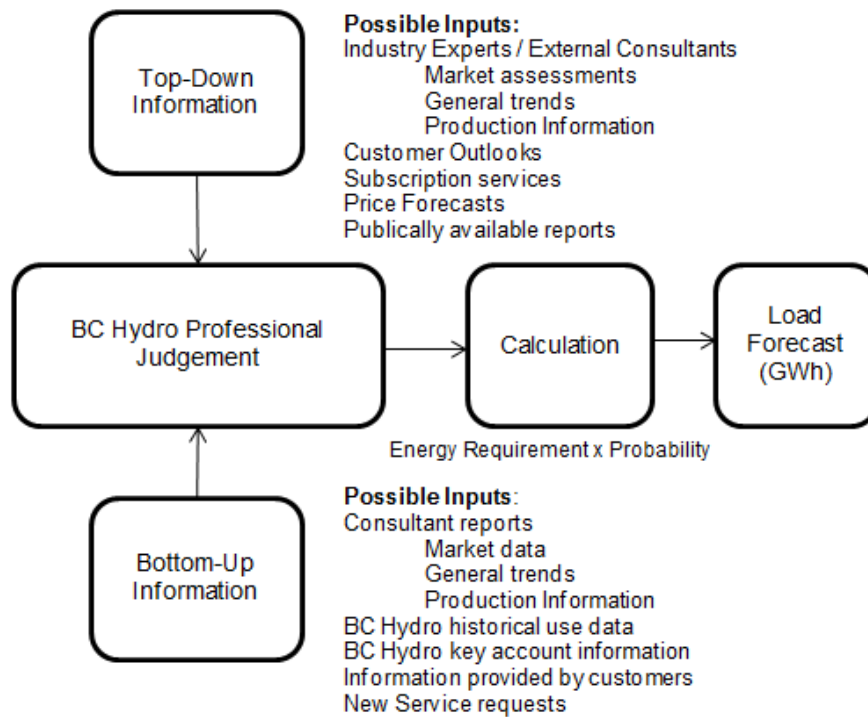 Top-Down
Information
Possible Inputs:
Industry Experts / External Consultants
Market assessments
General trends
Production Information
Customer Outlooks
Subscription services
Price Forecasts
Publically available reports
BC Hydro Professional
Judgement
Calculation
Load
Forecast
(GWh)
Energy Requirement x Probability
Bottom-Up
Information
Possible Inputs:
Consultant reports
Market data
General trends
Production Information
BC Hydro historical use data
BC Hydro key account information
Information provided by customers
New Service requests